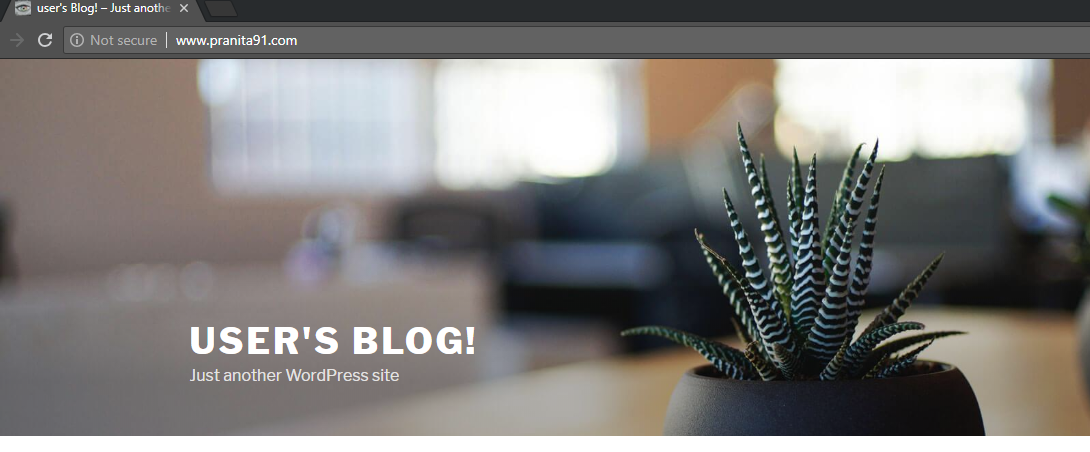 user's Blog! – Just anothe
Not secure | www.pranita91.com
USER'S BLOG!
Just another WordPress site